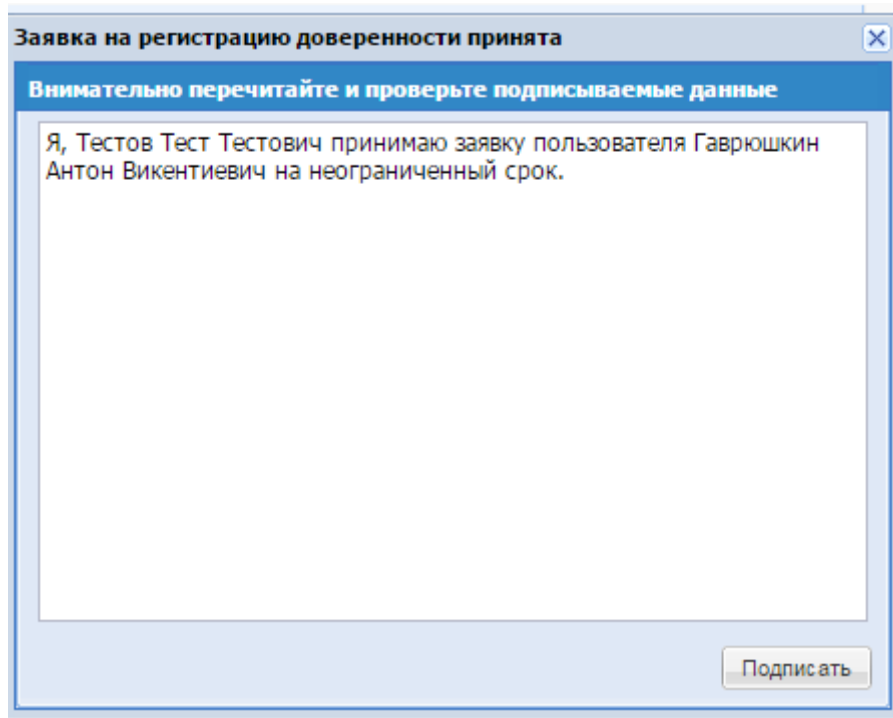 Заявка на регистрацию доверенности принята
Внимательно перечитайте и проверьте подписываемые данные
Я, Тестов Тест Тестович принимаю заявку пользователя Гаврюшкин
Антон Викентиевич на неограниченный срок.
Подписать